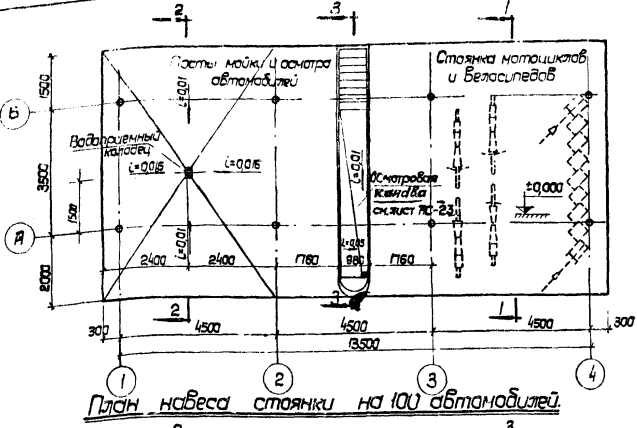 2
3
1
Посты мойки и осмотра
автомобилей
Стоянка мотоциклов
и велосипедов
1500
Б
i=0,01
Водоприемный
колодец
i=0,015
i=0,015
i=0,01
Осмотровая
канава
см. лист АС-23
±0,000
3500
1500
А
i=0,01
i=0,05
2400
2400
1760
980
1760
2000
2
3
1
300
4500
4500
4500
300
13500
1
2
3
4
План навеса стоянки на 100 автомобилей.
3